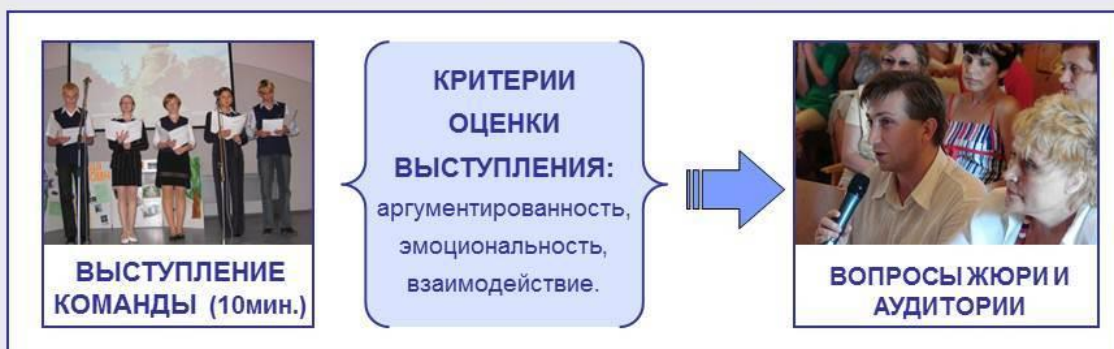 ВЫСТУПЛЕНИЕ
КОМАНДЫ (10мин.)
КРИТЕРИИ
ОЦЕНКИ
ВЫСТУПЛЕНИЯ:
аргументированность,
эмоциональность,
взаимодействие.
ВОПРОСЫ ЖЮРИ И
АУДИТОРИИ